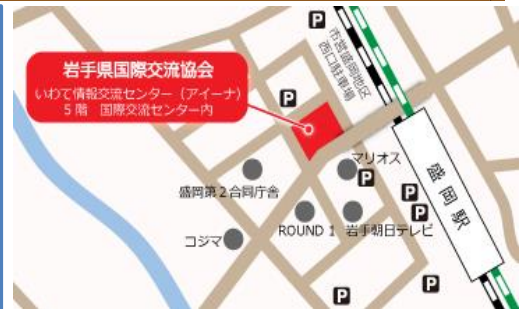 P
岩手県国際交流協会
いわて情報交流センター（アイーナ）
5階 国際交流センター内
市営盛岡地区
西口駐車場
P
マリオス
P
盛岡駅
盛岡第2合同庁舎
P
P
コジマ
ROUND 1
岩手朝日テレビ
P
P